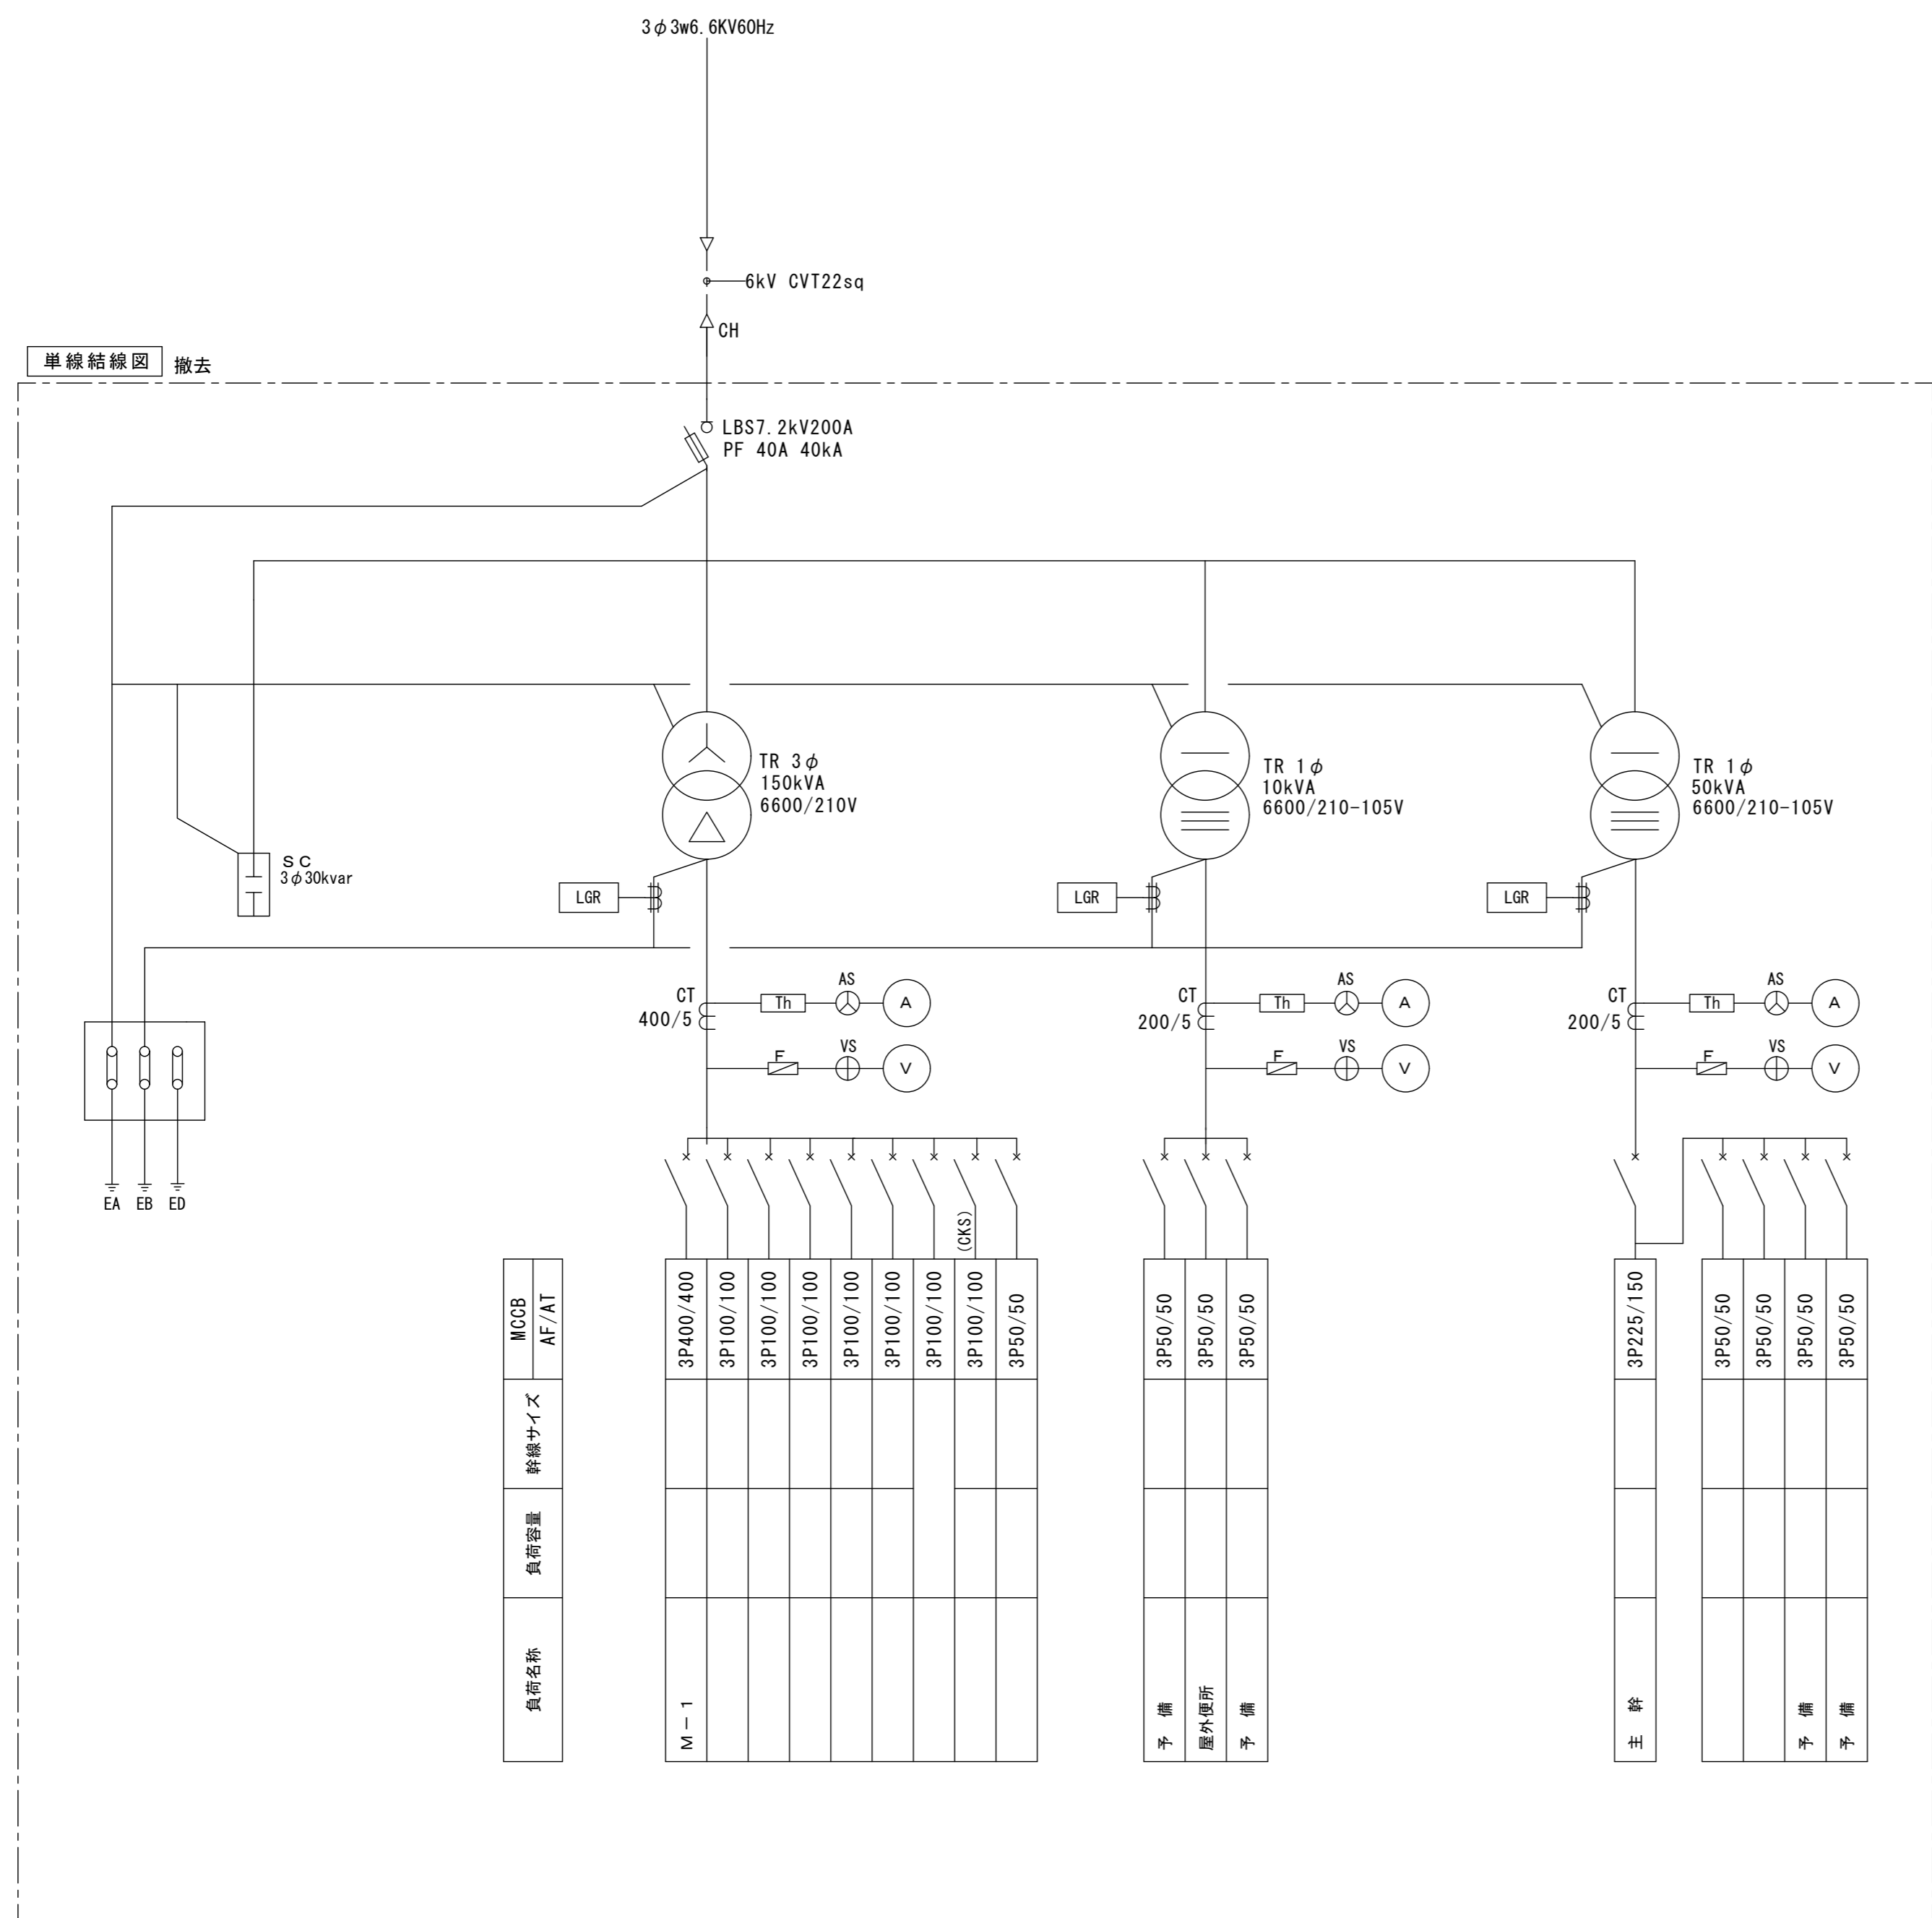 3φ3w6.6KV60Hz
6kV CVT22sq
CH
単線結線図 撤去
LBS7.2kV200A
PF 40A 40kA
TR 3φ
150kVA
6600/210V
TR 1φ
10kVA
6600/210-105V
TR 1φ
50kVA
6600/210-105V
SC
3φ30kvar
LGR
LGR
LGR
CT
400/5
Th
AS
A
F
VS
V
CT
200/5
Th
AS
A
F
VS
V
CT
200/5
Th
AS
A
F
VS
V
EA EB ED
(CKS)
MCCB
AF/AT
幹線サイズ
負荷容量
負荷名称
3P400/400
3P100/100
3P100/100
3P100/100
3P100/100
3P100/100
3P100/100
3P100/100
3P50/50
M-1
3P50/50
3P50/50
3P50/50
予 備
屋外便所
予 備
3P225/150
主 幹
3P50/50
3P50/50
3P50/50
3P50/50
予 備
予 備